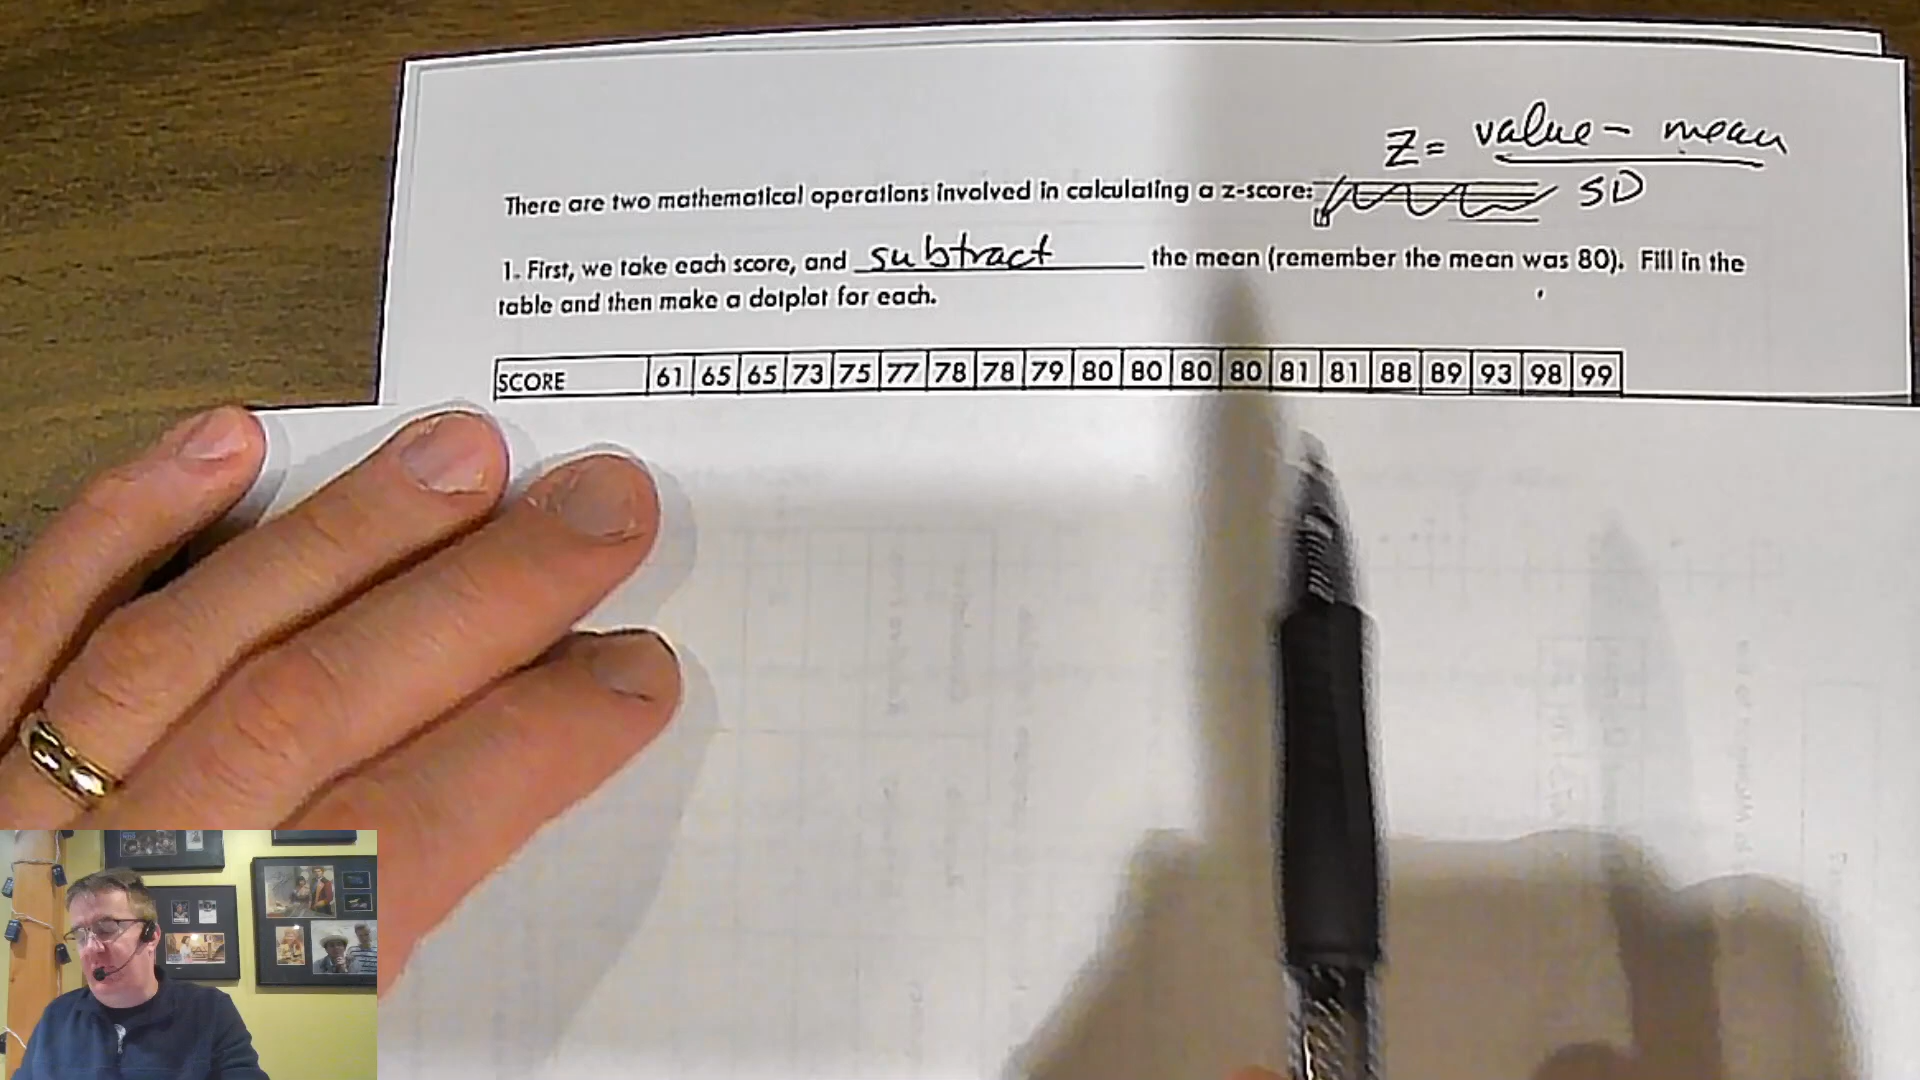 z = value - mean
There are two mathematical operations involved in calculating a z-score: SD
1. First, we take each score, and subtract the mean (remember the mean was 80). Fill in the
table and then make a dotplot for each.
SCORE 61 65 65 73 75 77 78 78 79 80 80 80 80 81 81 88 89 93 98 99